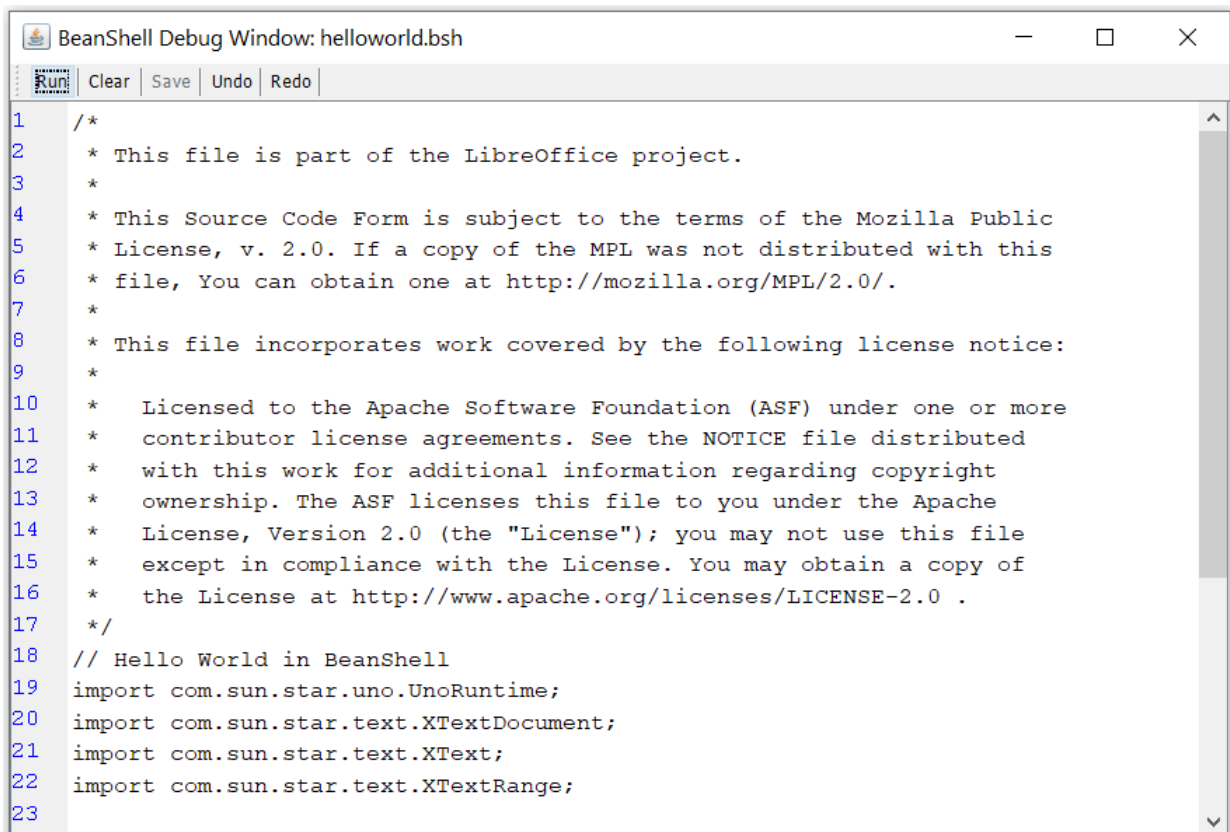 BeanShell Debug Window: helloworld.bsh
Run Clear Save Undo Redo
1 /*
2  * This file is part of the LibreOffice project.
3  *
4  * This Source Code Form is subject to the terms of the Mozilla Public
5  * License, v. 2.0. If a copy of the MPL was not distributed with this
6  * file, You can obtain one at http://mozilla.org/MPL/2.0/.
7  *
8  * This file incorporates work covered by the following license notice:
9  *
10  *   Licensed to the Apache Software Foundation (ASF) under one or more
11  *   contributor license agreements. See the NOTICE file distributed
12  *   with this work for additional information regarding copyright
13  *   ownership. The ASF licenses this file to you under the Apache
14  *   License, Version 2.0 (the "License"); you may not use this file
15  *   except in compliance with the License. You may obtain a copy of
16  *   the License at http://www.apache.org/licenses/LICENSE-2.0 .
17  */
18 // Hello World in BeanShell
19 import com.sun.star.uno.UnoRuntime;
20 import com.sun.star.text.XTextDocument;
21 import com.sun.star.text.XText;
22 import com.sun.star.text.XTextRange;
23